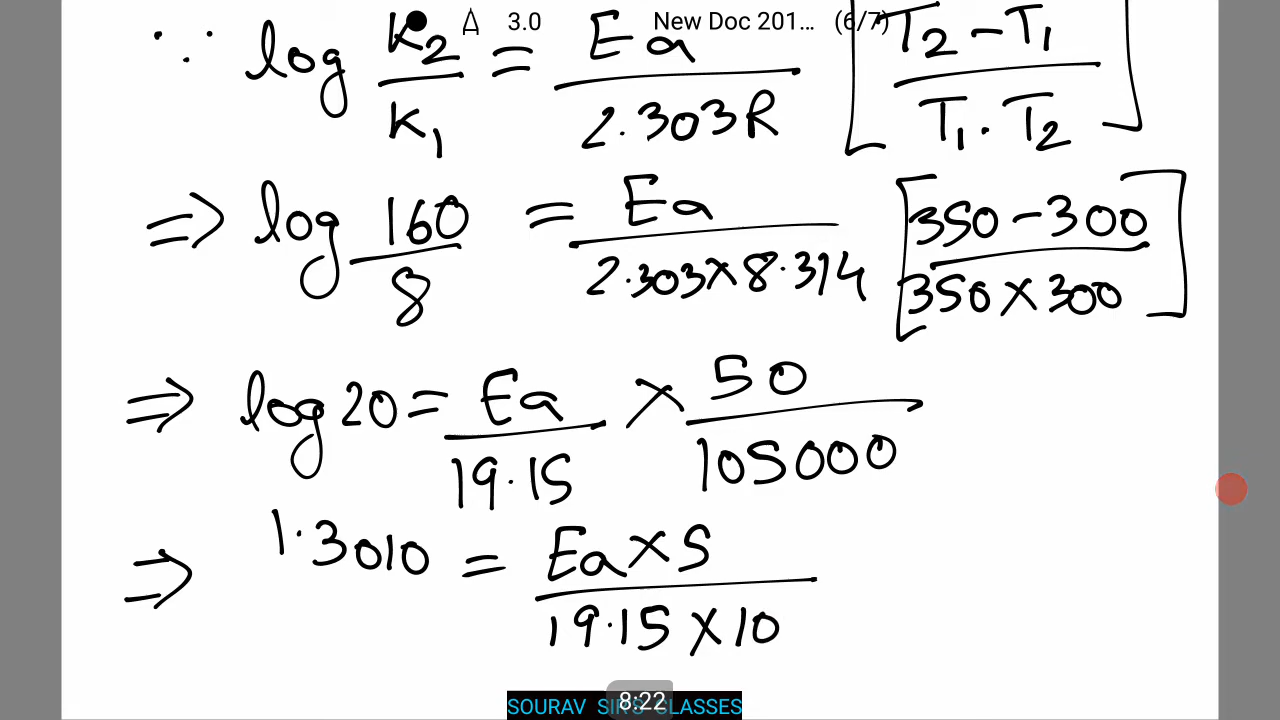 3.0 New Doc 201... (6/7)
∵ log K2/K1 = Ea/2.303R [T2-T1/T1.T2]
⇒ log 160/8 = Ea/2.303×8.314 [350-300/350×300]
⇒ log 20 = Ea/19.15 × 50/105000
⇒ 1.3010 = Ea×5/19.15×10
8:22
SOURAV SIR'S CLASSES